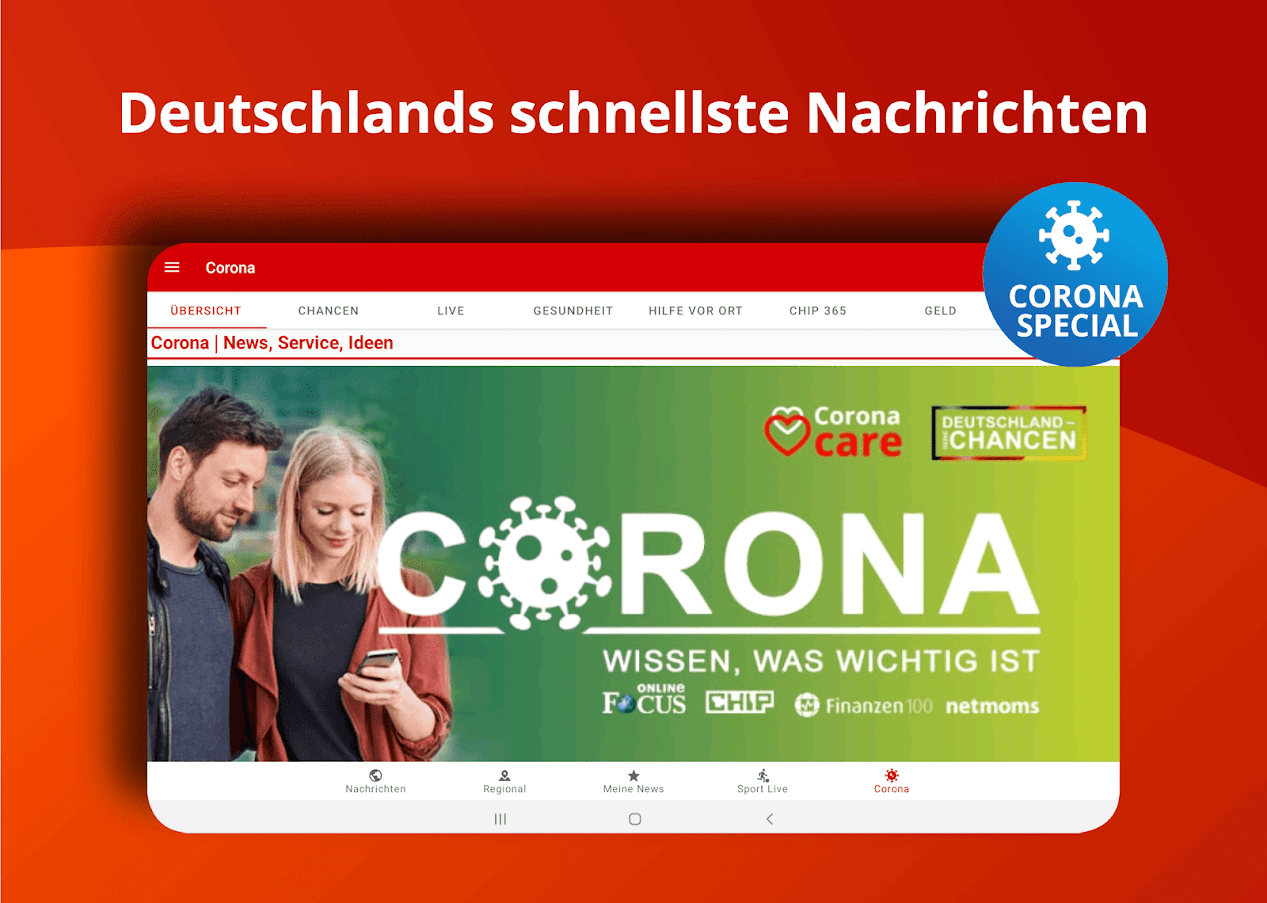 Deutschlands schnellste Nachrichten
CORONA
SPECIAL
Corona
ÜBERSICHT CHANCEN LIVE GESUNDHEIT HILFE VOR ORT CHIP 365 GELD
Corona | News, Service, Ideen
Corona
care
DEUTSCHLAND–
CHANCEN
CORONA
WISSEN, WAS WICHTIG IST
ONLINE
FOCUS CHIP Finanzen100 netmoms
Nachrichten Regional Meine News Sport Live Corona